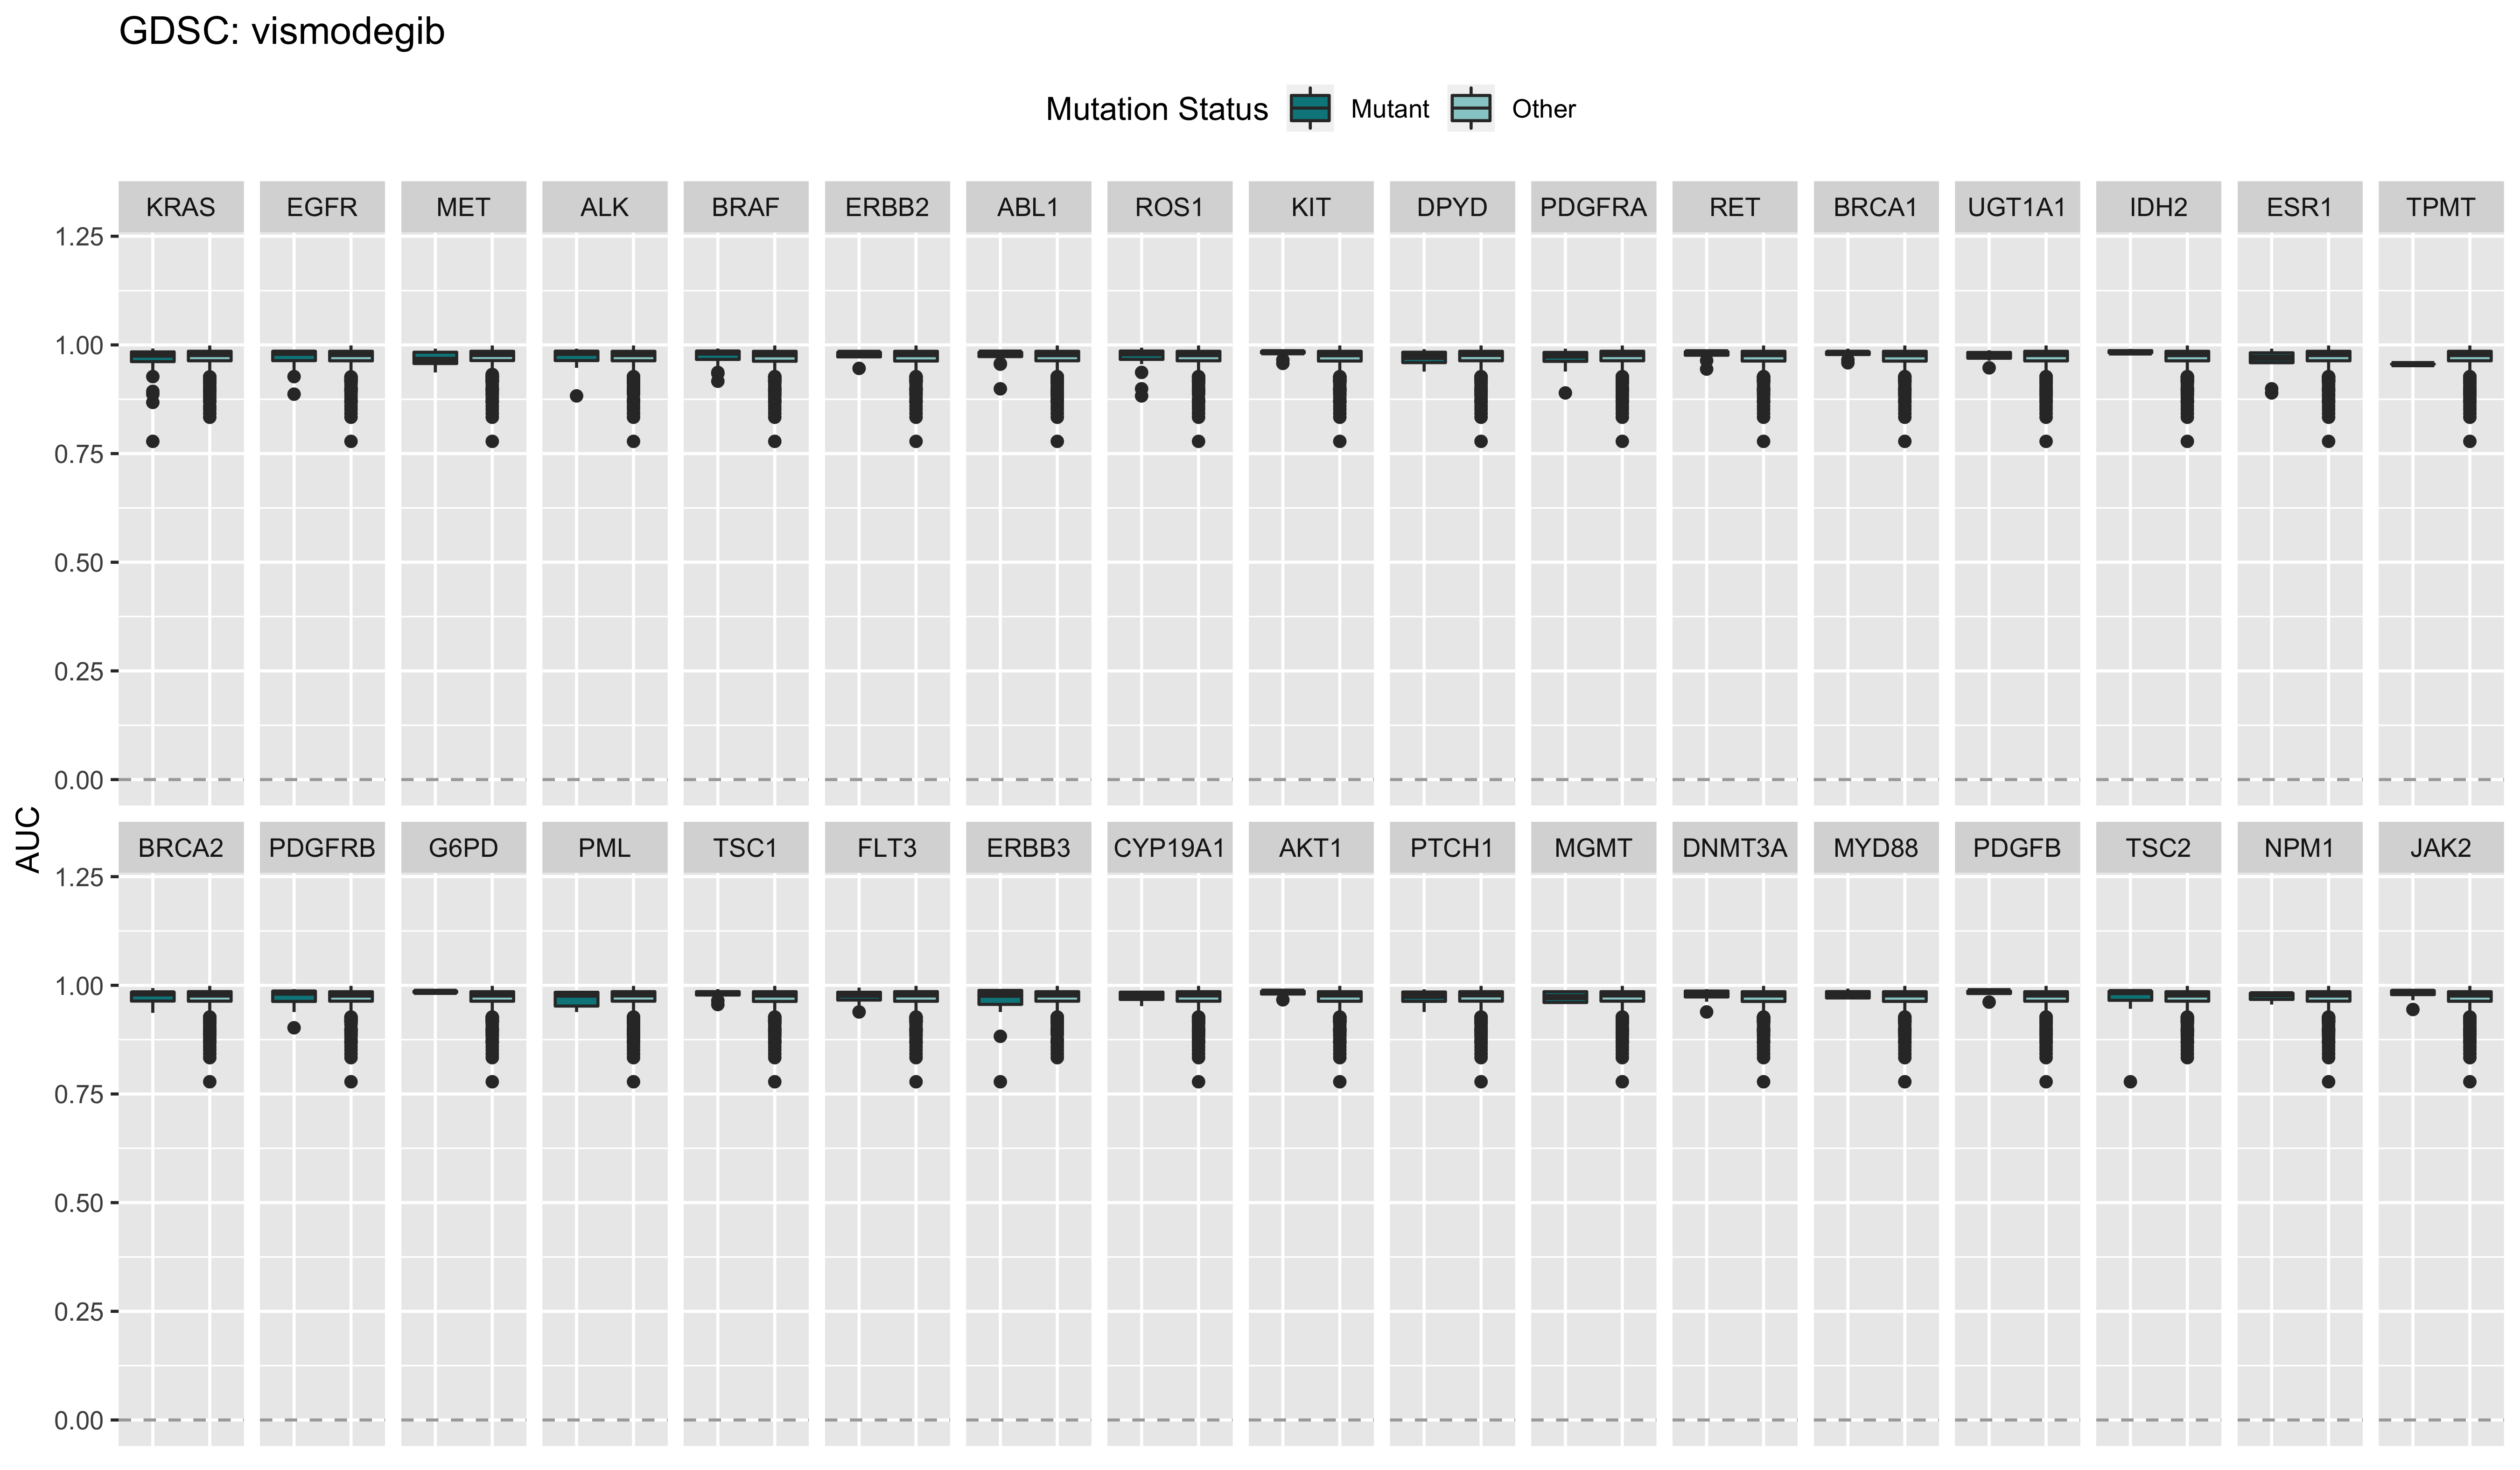 GDSC: vismodegib
Mutation Status Mutant Other
KRAS EGFR MET ALK BRAF ERBB2 ABL1 ROS1 KIT DPYD PDGFRA RET BRCA1 UGT1A1 IDH2 ESR1 TPMT
1.25
1.00
0.75
0.50
0.25
0.00
AUC
BRCA2 PDGFRB G6PD PML TSC1 FLT3 ERBB3 CYP19A1 AKT1 PTCH1 MGMT DNMT3A MYD88 PDGFB TSC2 NPM1 JAK2
1.25
1.00
0.75
0.50
0.25
0.00